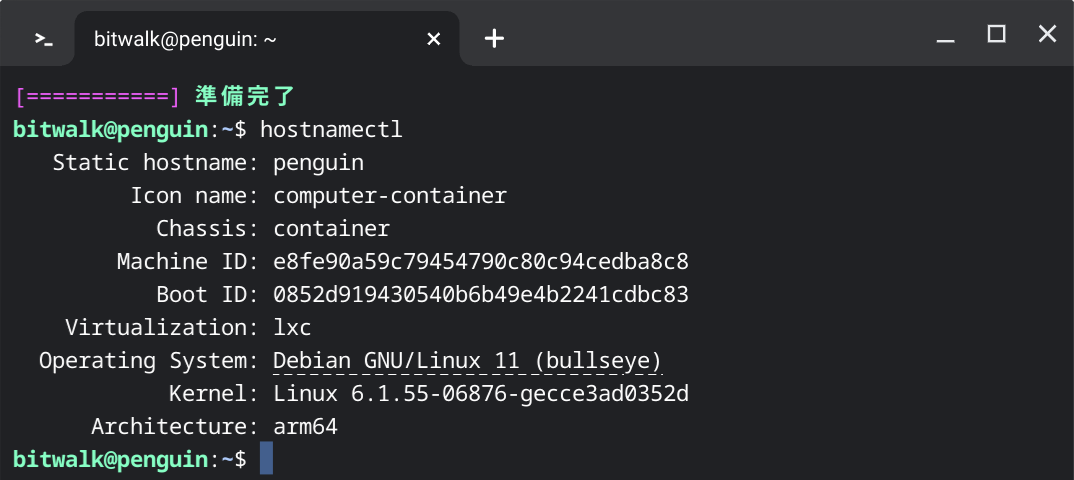 >_ bitwalk@penguin: ~ × +
[===========] 準備完了
bitwalk@penguin:~$ hostnamectl
Static hostname: penguin
Icon name: computer-container
Chassis: container
Machine ID: e8fe90a59c79454790c80c94cedba8c8
Boot ID: 0852d919430540b6b49e4b2241cdbc83
Virtualization: lxc
Operating System: Debian GNU/Linux 11 (bullseye)
Kernel: Linux 6.1.55-06876-gecce3ad0352d
Architecture: arm64
bitwalk@penguin:~$